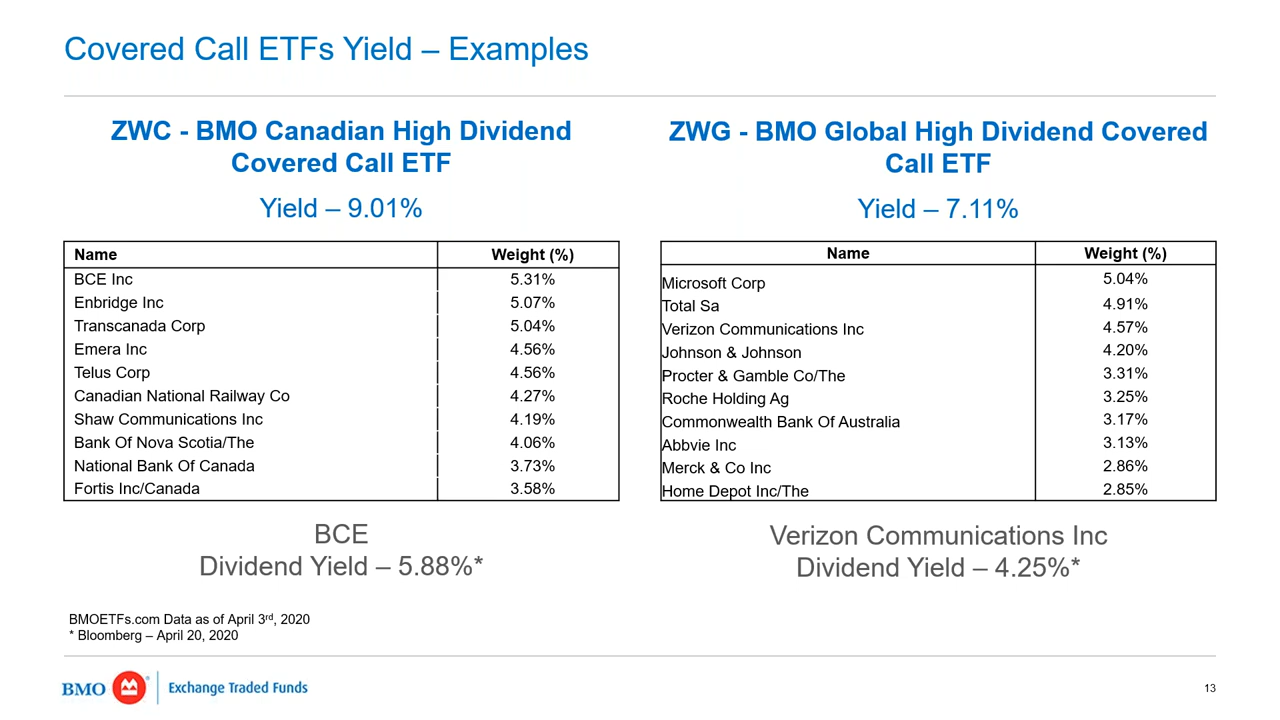 Covered Call ETFs Yield – Examples
ZWC - BMO Canadian High Dividend
Covered Call ETF
Yield – 9.01%
Name Weight (%)
BCE Inc 5.31%
Enbridge Inc 5.07%
Transcanada Corp 5.04%
Emera Inc 4.56%
Telus Corp 4.56%
Canadian National Railway Co 4.27%
Shaw Communications Inc 4.19%
Bank Of Nova Scotia/The 4.06%
National Bank Of Canada 3.73%
Fortis Inc/Canada 3.58%
BCE
Dividend Yield – 5.88%*
ZWG - BMO Global High Dividend Covered
Call ETF
Yield – 7.11%
Name Weight (%)
Microsoft Corp 5.04%
Total Sa 4.91%
Verizon Communications Inc 4.57%
Johnson & Johnson 4.20%
Procter & Gamble Co/The 3.31%
Roche Holding Ag 3.25%
Commonwealth Bank Of Australia 3.17%
Abbvie Inc 3.13%
Merck & Co Inc 2.86%
Home Depot Inc/The 2.85%
Verizon Communications Inc
Dividend Yield – 4.25%*
BMOETFs.com Data as of April 3rd, 2020
* Bloomberg – April 20, 2020
BMO Exchange Traded Funds
13